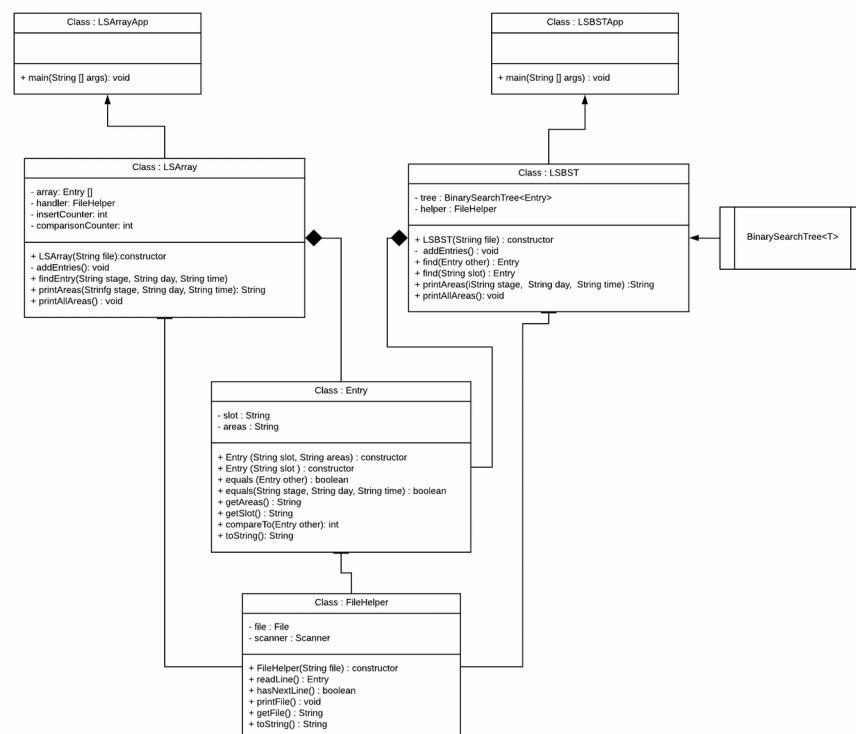 Class : LSArrayApp
+ main(String [] args): void
Class : LSBSTApp
+ main(String [] args) : void
Class : LSArray
- array: Entry []
- handler: FileHelper
- insertCounter: int
- comparisonCounter: int
+ LSArray(String file):constructor
- addEntries(): void
+ findEntry(String stage, String day, String time)
+ printAreas(Strinfg stage, String day, String time): String
+ printAllAreas() : void
Class : LSBST
- tree : BinarySearchTree<Entry>
- helper : FileHelper
+ LSBST(Striing file) : constructor
- addEntries() : void
+ find(Entry other) : Entry
+ find(String slot) : Entry
+ printAreas(iString stage, String day, String time) :String
+ printAllAreas(): void
BinarySearchTree<T>
Class : Entry
- slot : String
- areas : String
+ Entry (String slot, String areas) : constructor
+ Entry (String slot ) : constructor
+ equals (Entry other) : boolean
+ equals(String stage, String day, String time) : boolean
+ getAreas() : String
+ getSlot() : String
+ compareTo(Entry other): int
+ toString(): String
Class : FileHelper
- file : File
- scanner : Scanner
+ FileHelper(String file) : constructor
+ readLine() : Entry
+ hasNextLine() : boolean
+ printFile() : void
+ getFile() : String
+ toString() : String